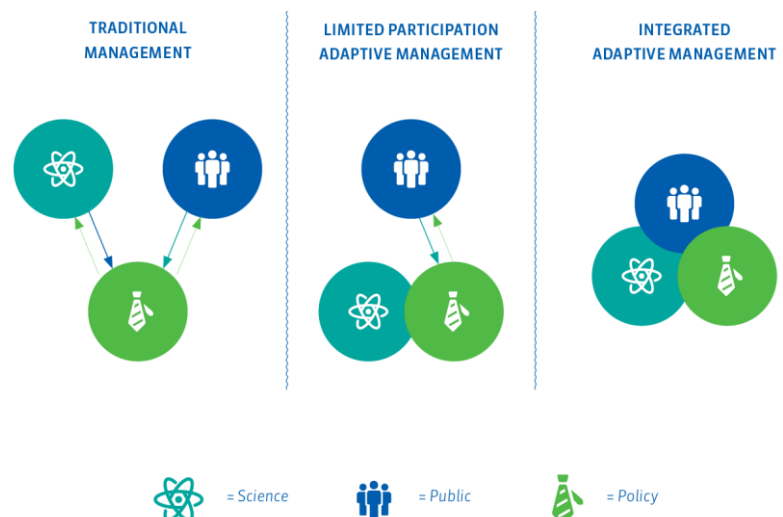 TRADITIONAL
MANAGEMENT
LIMITED PARTICIPATION
ADAPTIVE MANAGEMENT
INTEGRATED
ADAPTIVE MANAGEMENT
= Science
= Public
= Policy